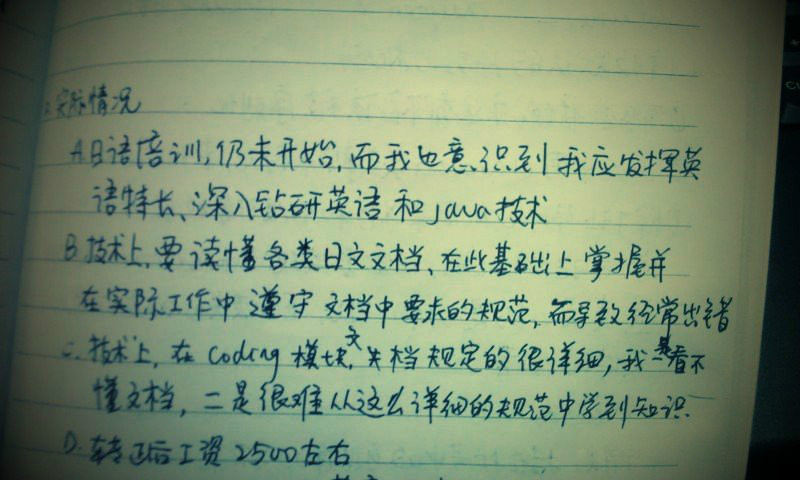 2. 实际情况
A. 日语培训, 仍未开始, 而我也意识到我应发挥英
语特长、深入钻研英语和java技术
B. 技术上, 要读懂各类日文文档, 在此基础上掌握并
在实际工作中遵守文档中要求的规范, 而导致经常出错
C. 技术上, 在 coding 模块, 文档规定的很详细, 我一是看不
懂文档, 二是很难从这么详细的规范中学到知识.
D. 转正后工资 2500左右